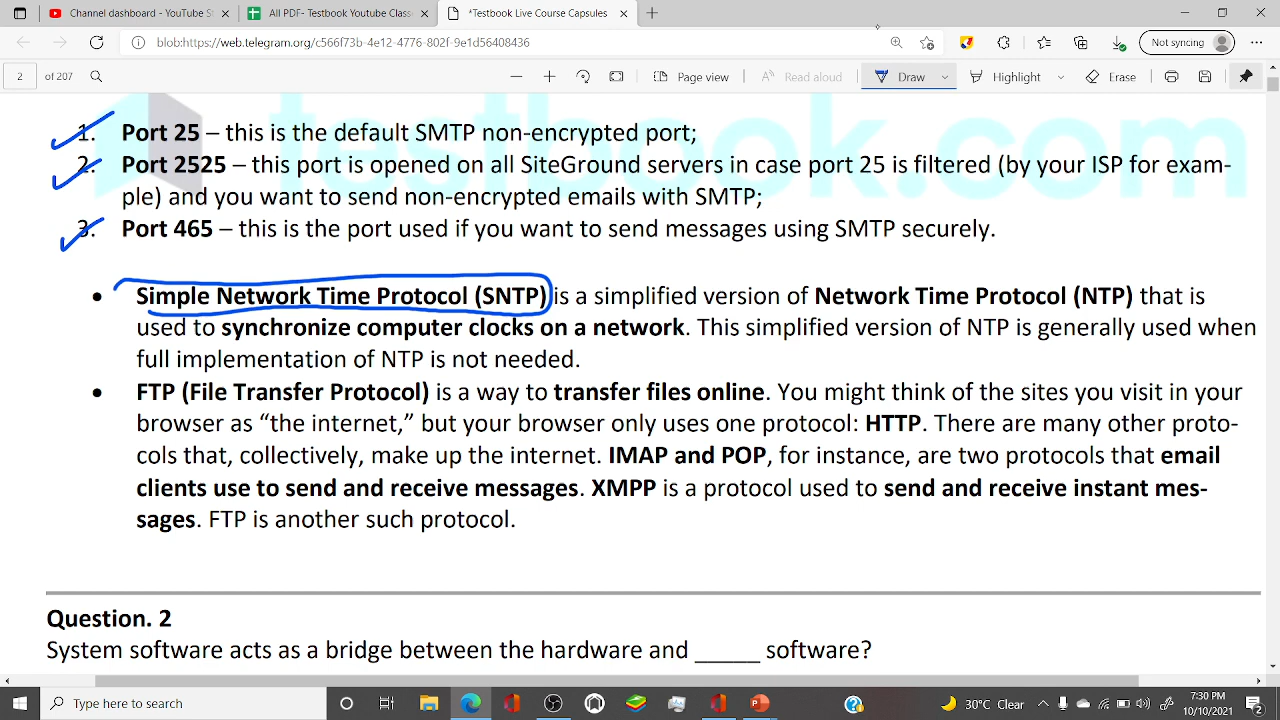 Channel dashboard - YouTube S
All PDF- Testbook Youtube Class
*Testbook Live Course Capsules
blob:https://web.telegram.org/c566f73b-4e12-4776-802f-9e1d56408436
Not syncing
2 of 207
Page view
Read aloud
Draw
Highlight
Erase
testbook.com
1. Port 25 – this is the default SMTP non-encrypted port;
2. Port 2525 – this port is opened on all SiteGround servers in case port 25 is filtered (by your ISP for exam-
ple) and you want to send non-encrypted emails with SMTP;
3. Port 465 – this is the port used if you want to send messages using SMTP securely.
• Simple Network Time Protocol (SNTP) is a simplified version of Network Time Protocol (NTP) that is
used to synchronize computer clocks on a network. This simplified version of NTP is generally used when
full implementation of NTP is not needed.
• FTP (File Transfer Protocol) is a way to transfer files online. You might think of the sites you visit in your
browser as “the internet,” but your browser only uses one protocol: HTTP. There are many other proto-
cols that, collectively, make up the internet. IMAP and POP, for instance, are two protocols that email
clients use to send and receive messages. XMPP is a protocol used to send and receive instant mes-
sages. FTP is another such protocol.
Question. 2
System software acts as a bridge between the hardware and _____ software?
Type here to search
30°C Clear
7:30 PM
10/10/2021
2